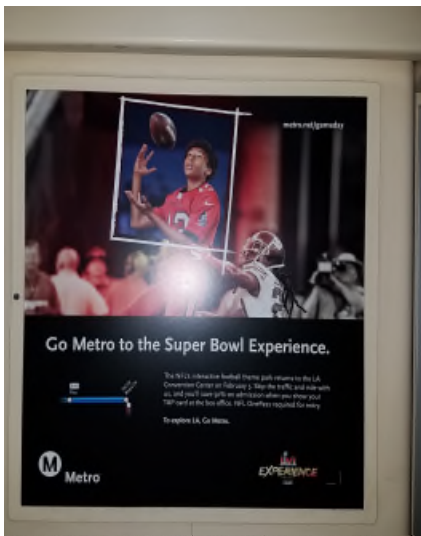 metro.net/gameday
Go Metro to the Super Bowl Experience.
The NFL's interactive football theme park returns to the LA
Convention Center on February 5. Skip the traffic and ride with
us, and you'll save 50% on admission when you show your
TAP card at the box office. NFL OnePass required for entry.
To explore LA, Go Metro.
M
Metro
EXPERIENCE